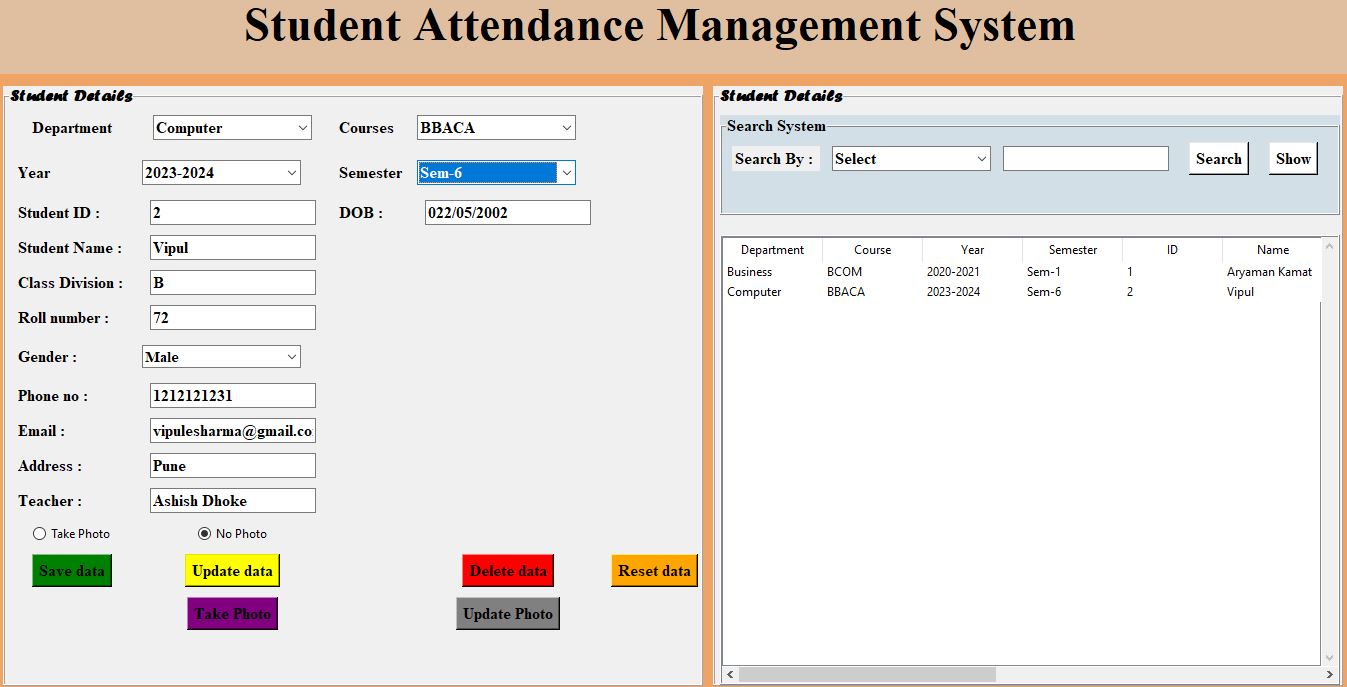 Student Attendance Management System
Student Details
Department Computer Courses BBACA
Year 2023-2024 Semester Sem-6
Student ID : 2 DOB : 022/05/2002
Student Name : Vipul
Class Division : B
Roll number : 72
Gender : Male
Phone no : 1212121231
Email : vipulesharma@gmail.co
Address : Pune
Teacher : Ashish Dhoke
Take Photo No Photo
Save data Update data Delete data Reset data
Take Photo Update Photo
Student Details
Search System
Search By : Select Search Show
Department Course Year Semester ID Name
Business BCOM 2020-2021 Sem-1 1 Aryaman Kamat
Computer BBACA 2023-2024 Sem-6 2 Vipul